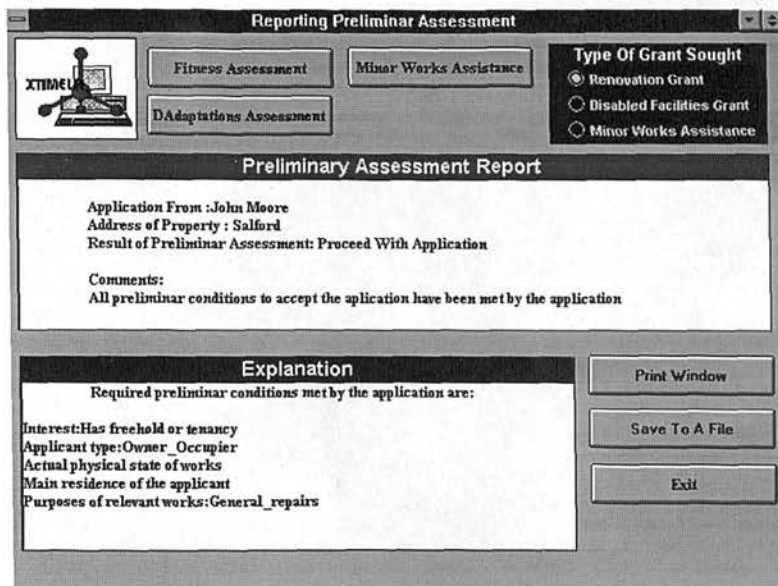 Reporting Preliminar Assessment
XTIMEUR
Fitness Assessment
Minor Works Assistance
DAdaptations Assessment
Type Of Grant Sought
Renovation Grant
Disabled Facilities Grant
Minor Works Assistance
Preliminary Assessment Report
Application From :John Moore
Address of Property : Salford
Result of Preliminar Assessment: Proceed With Application
Comments:
All preliminar conditions to accept the aplication have been met by the application
Explanation
Required preliminar conditions met by the application are:
Interest:Has freehold or tenancy
Applicant type:Owner_Occupier
Actual physical state of works
Main residence of the applicant
Purposes of relevant works:General_repairs
Print Window
Save To A File
Exit